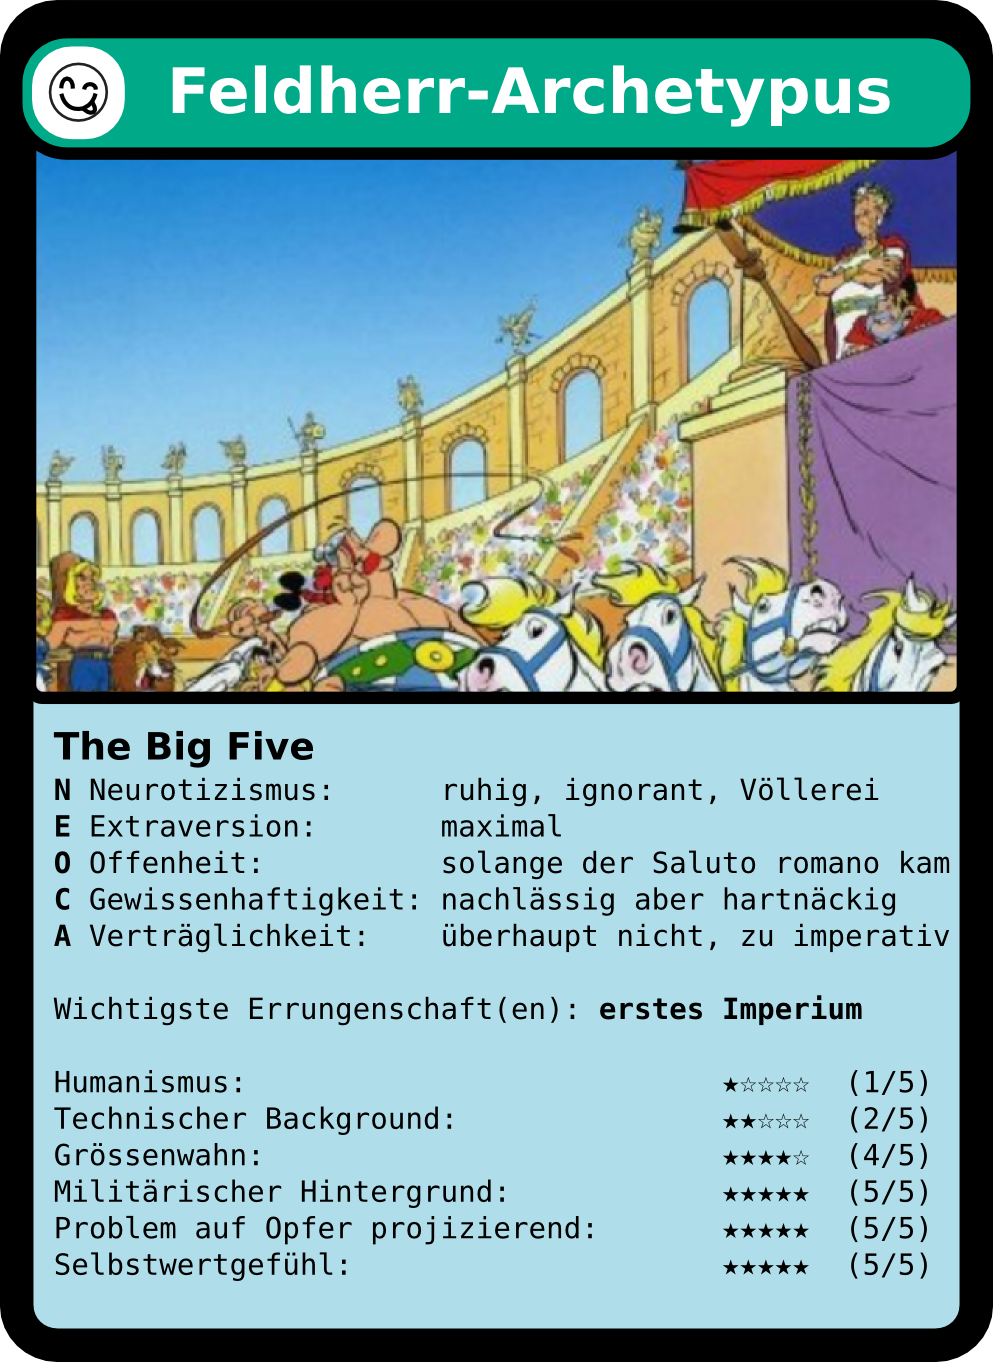 Feldherr-Archetypus
The Big Five
N Neurotizismus: ruhig, ignorant, Völlerei
E Extraversion: maximal
O Offenheit: solange der Saluto romano kam
C Gewissenhaftigkeit: nachlässig aber hartnäckig
A Verträglichkeit: überhaupt nicht, zu imperativ
Wichtigste Errungenschaft(en): erstes Imperium
Humanismus: ★☆☆☆☆ (1/5)
Technischer Background: ★★☆☆☆ (2/5)
Grössenwahn: ★★★★☆ (4/5)
Militärischer Hintergrund: ★★★★★ (5/5)
Problem auf Opfer projizierend: ★★★★★ (5/5)
Selbstwertgefühl: ★★★★★ (5/5)